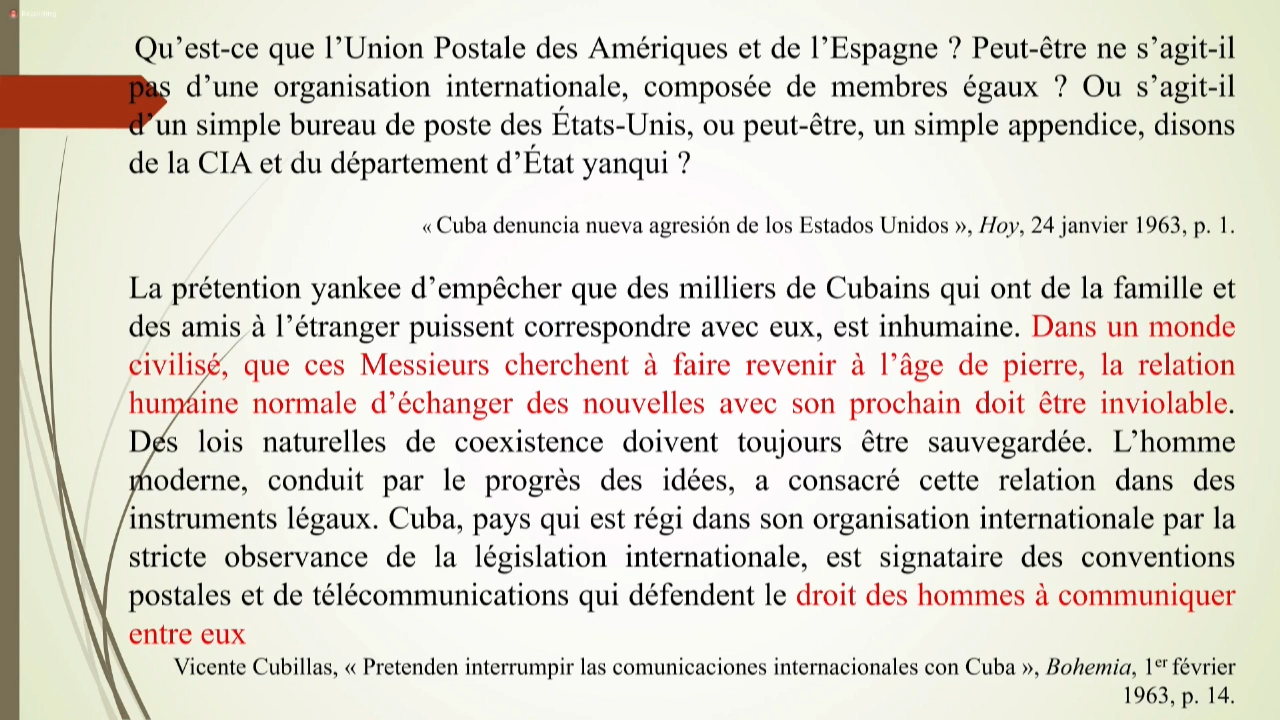 Recording
Qu’est-ce que l’Union Postale des Amériques et de l’Espagne ? Peut-être ne s’agit-il
pas d’une organisation internationale, composée de membres égaux ? Ou s’agit-il
d’un simple bureau de poste des États-Unis, ou peut-être, un simple appendice, disons
de la CIA et du département d’État yanqui ?
« Cuba denuncia nueva agresión de los Estados Unidos », Hoy, 24 janvier 1963, p. 1.
La prétention yankee d’empêcher que des milliers de Cubains qui ont de la famille et
des amis à l’étranger puissent correspondre avec eux, est inhumaine. Dans un monde
civilisé, que ces Messieurs cherchent à faire revenir à l’âge de pierre, la relation
humaine normale d’échanger des nouvelles avec son prochain doit être inviolable.
Des lois naturelles de coexistence doivent toujours être sauvegardée. L’homme
moderne, conduit par le progrès des idées, a consacré cette relation dans des
instruments légaux. Cuba, pays qui est régi dans son organisation internationale par la
stricte observance de la législation internationale, est signataire des conventions
postales et de télécommunications qui défendent le droit des hommes à communiquer
entre eux
Vicente Cubillas, « Pretenden interrumpir las comunicaciones internacionales con Cuba », Bohemia, 1er février
1963, p. 14.